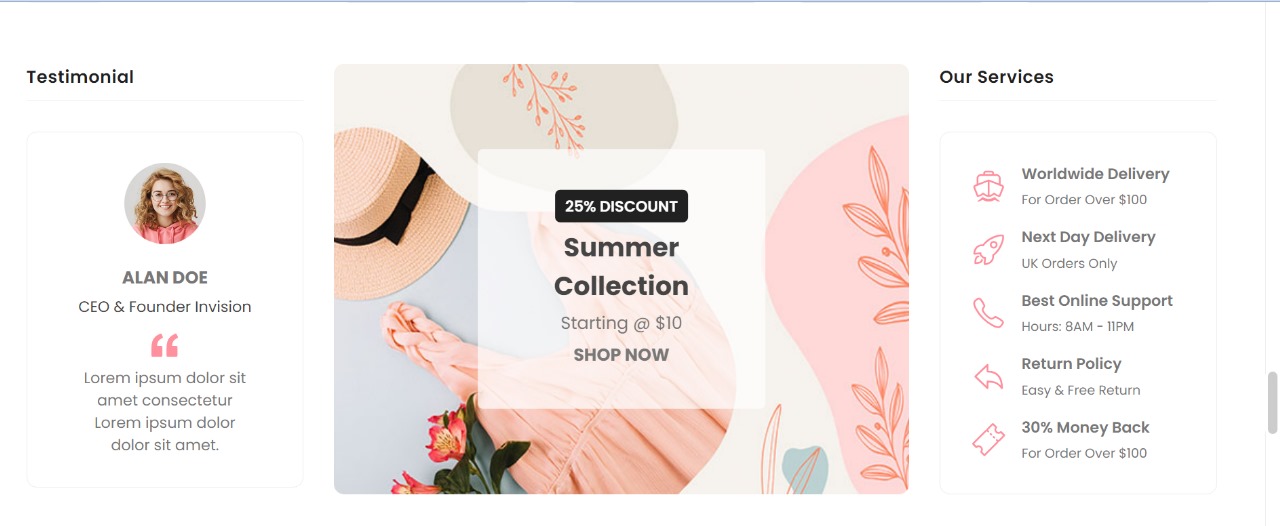 Testimonial
ALAN DOE
CEO & Founder Invision
Lorem ipsum dolor sit
amet consectetur
Lorem ipsum dolor
dolor sit amet.
25% DISCOUNT
Summer
Collection
Starting @ $10
SHOP NOW
Our Services
Worldwide Delivery
For Order Over $100
Next Day Delivery
UK Orders Only
Best Online Support
Hours: 8AM - 11PM
Return Policy
Easy & Free Return
30% Money Back
For Order Over $100